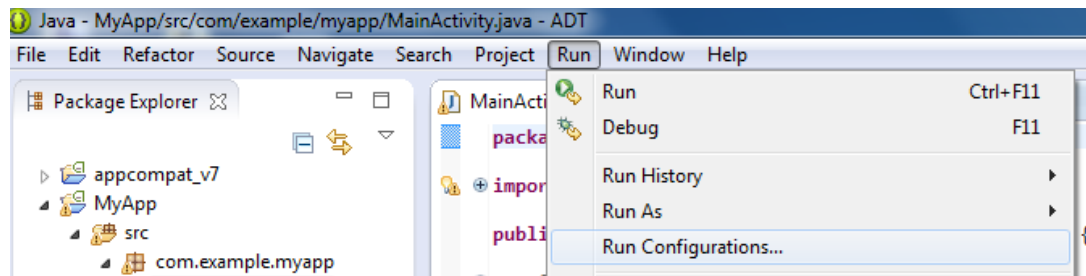 Java - MyApp/src/com/example/myapp/MainActivity.java - ADT
File Edit Refactor Source Navigate Search Project Run Window Help
Package Explorer
MainActi
Run Ctrl+F11
packa
Debug F11
appcompat_v7
impor
Run History
MyApp
Run As
src
publi
{
Run Configurations...
com.example.myapp